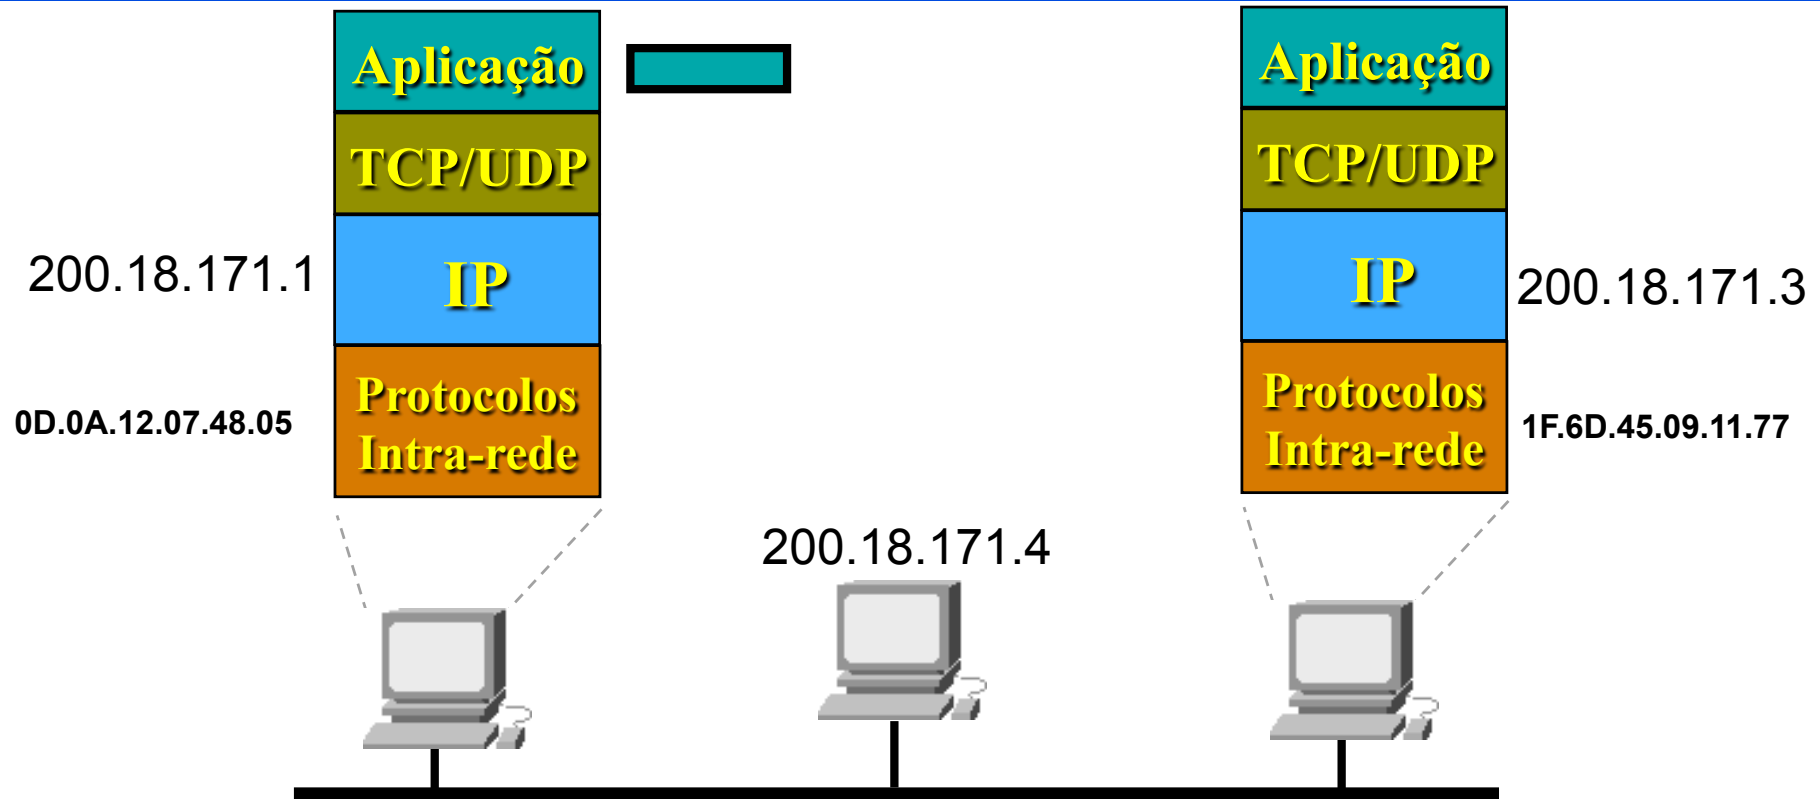 Aplicação
TCP/UDP
200.18.171.1
IP
0D.0A.12.07.48.05
Protocolos
Intra-rede
200.18.171.4
Aplicação
TCP/UDP
IP
200.18.171.3
Protocolos
Intra-rede
1F.6D.45.09.11.77